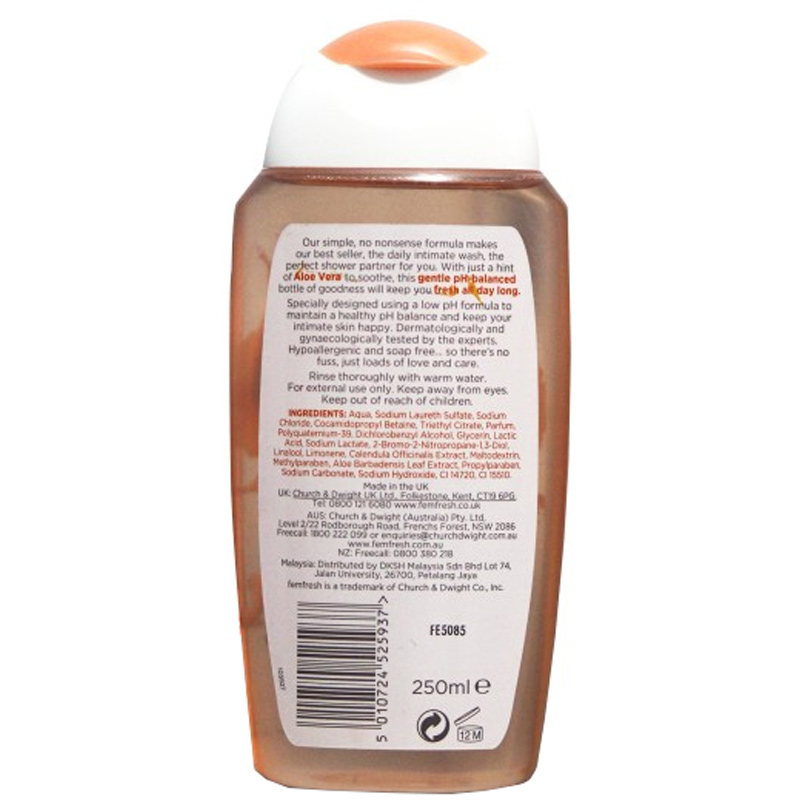 Our simple, no nonsense formula makes
our best seller, the daily intimate wash, the
perfect shower partner for you. With just a hint
of Aloe Vera to soothe, this gentle pH-balanced
bottle of goodness will keep you fresh all day long.
Specially designed using a low pH formula to
maintain a healthy pH balance and keep your
intimate skin happy. Dermatologically and
gynaecologically tested by the experts.
Hypoallergenic and soap free... so there's no
fuss, just loads of love and care.
Rinse thoroughly with warm water.
For external use only. Keep away from eyes.
Keep out of reach of children.
INGREDIENTS: Aqua, Sodium Laureth Sulfate, Sodium
Chloride, Cocamidopropyl Betaine, Triethyl Citrate, Parfum,
Polyquaternium-39, Dichlorobenzyl Alcohol, Glycerin, Lactic
Acid, Sodium Lactate, 2-Bromo-2-Nitropropane-1,3-Diol,
Linalool, Limonene, Calendula Officinalis Extract, Maltodextrin,
Methylparaben, Aloe Barbadensis Leaf Extract, Propylparaben,
Sodium Carbonate, Sodium Hydroxide, CI 14720, CI 15510.
Made in the UK
UK: Church & Dwight UK Ltd., Folkestone, Kent, CT19 6PG.
Tel: 0800 121 6080 www.femfresh.co.uk
AUS: Church & Dwight (Australia) Pty. Ltd,
Level 2/22 Rodborough Road, Frenchs Forest, NSW 2086
Freecall: 1800 222 099 or enquiries@churchdwight.com.au
www.femfresh.com.au
NZ: Freecall: 0800 380 218
Malaysia: Distributed by DKSH Malaysia Sdn Bhd Lot 74,
Jalan University, 26700, Petalang Jaya
femfresh is a trademark of Church & Dwight Co., Inc.
5 010724 525937 >
FE5085
250ml e
12 M